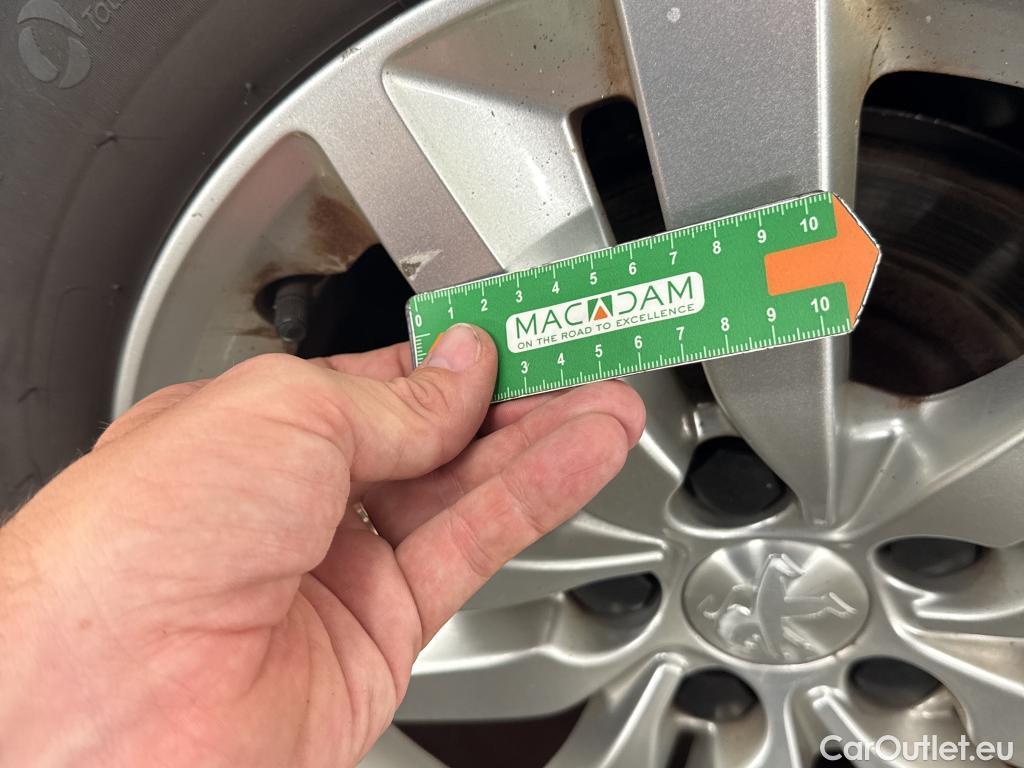 0 1 2 3 4 5 6 7 8 9 10
MACADAM
ON THE ROAD TO EXCELLENCE
3 4 5 6 7 8 9 10
CarOutlet.eu